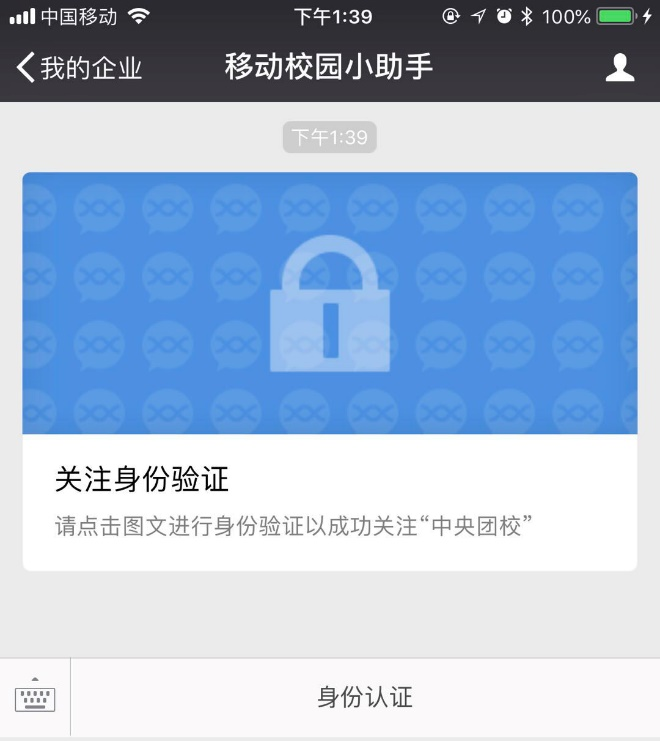 中国移动
下午1:39
100%
我的企业
移动校园小助手
下午1:39
关注身份验证
请点击图文进行身份验证以成功关注“中央团校”
身份认证